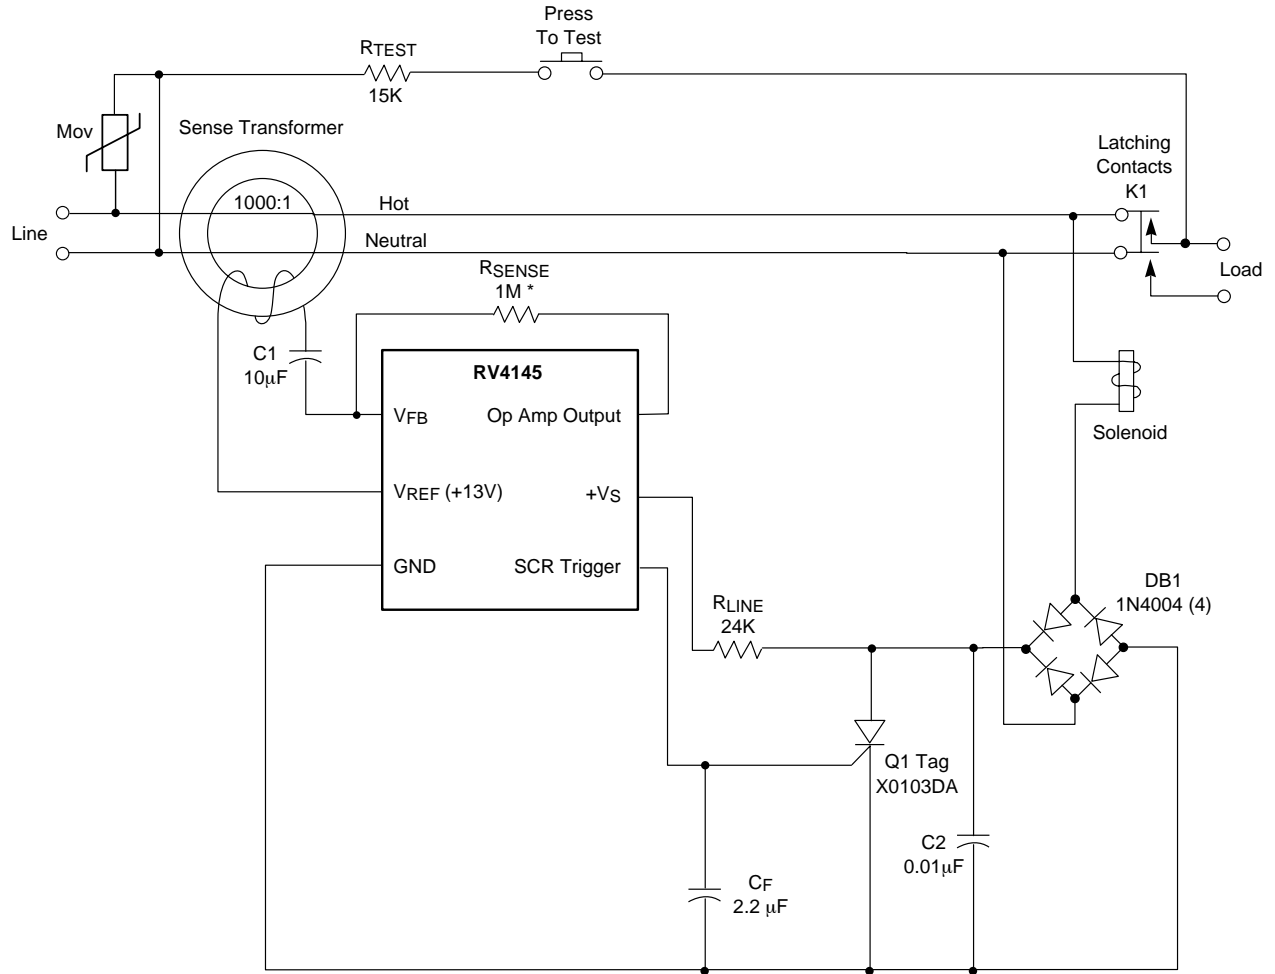 Press
To Test
RTEST
15K
Mov
Sense Transformer
Latching
Contacts
K1
1000:1
Hot
Line
Neutral
Load
RSENSE
1M *
C1
10μF
RV4145
VFB
Op Amp Output
Solenoid
VREF (+13V)
+VS
GND
SCR Trigger
DB1
1N4004 (4)
RLINE
24K
Q1 Tag
X0103DA
C2
0.01μF
CF
2.2 μF